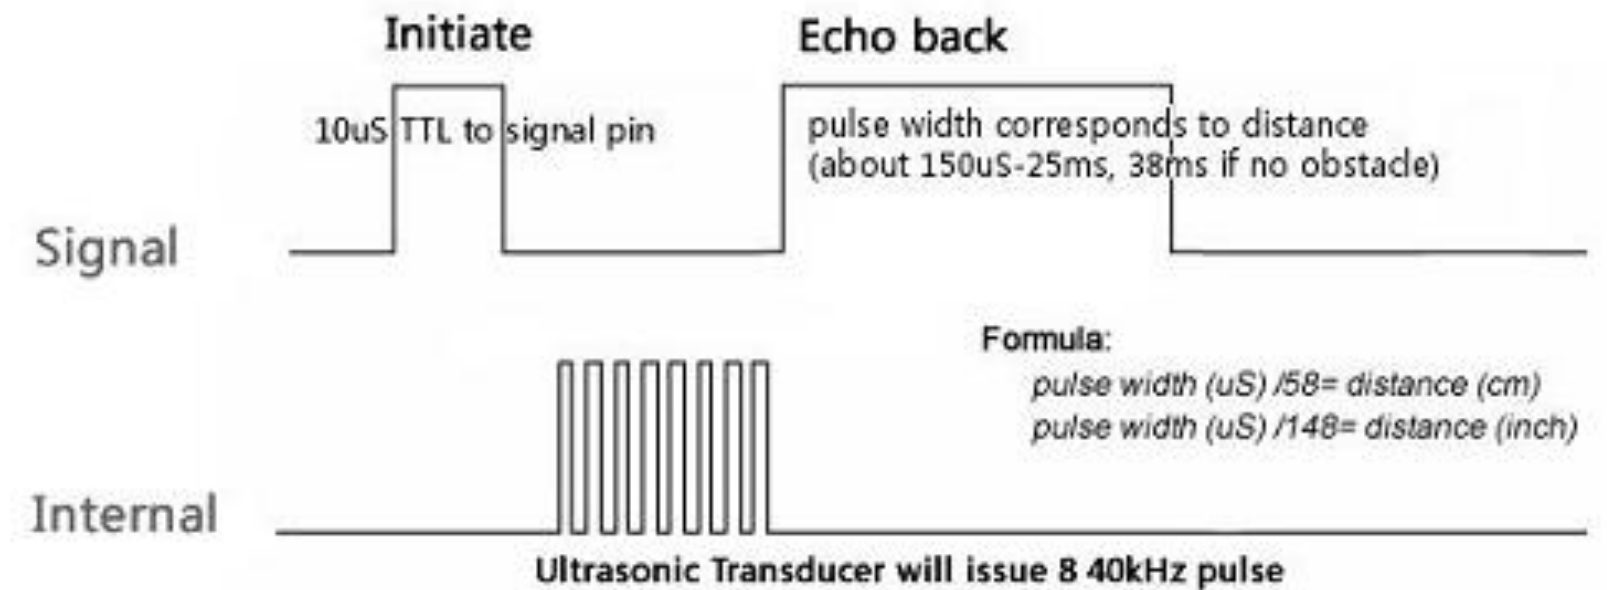 Initiate
Echo back
10uS TTL to signal pin
pulse width corresponds to distance
(about 150uS-25ms, 38ms if no obstacle)
Signal
Formula:
pulse width (uS) /58= distance (cm)
pulse width (uS) /148= distance (inch)
Internal
Ultrasonic Transducer will issue 8 40kHz pulse